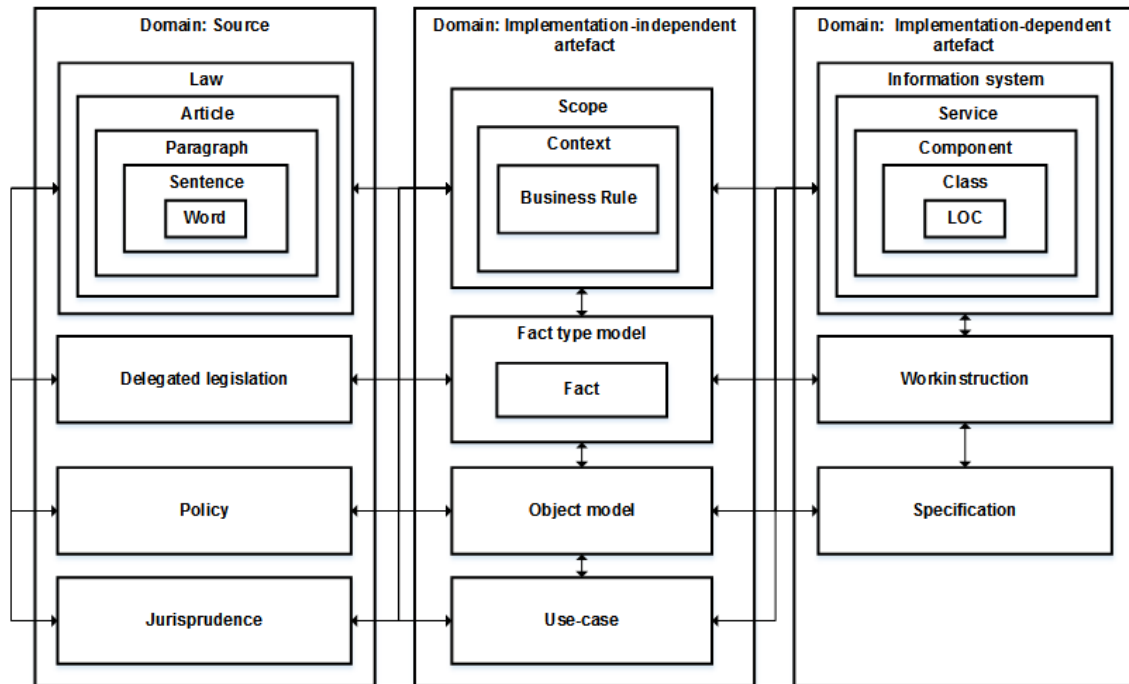 Domain: Source
Law
Article
Paragraph
Sentence
Word
Delegated legislation
Policy
Jurisprudence
Domain: Implementation-independent
artefact
Scope
Context
Business Rule
Fact type model
Fact
Object model
Use-case
Domain: Implementation-dependent
artefact
Information system
Service
Component
Class
LOC
Workinstruction
Specification